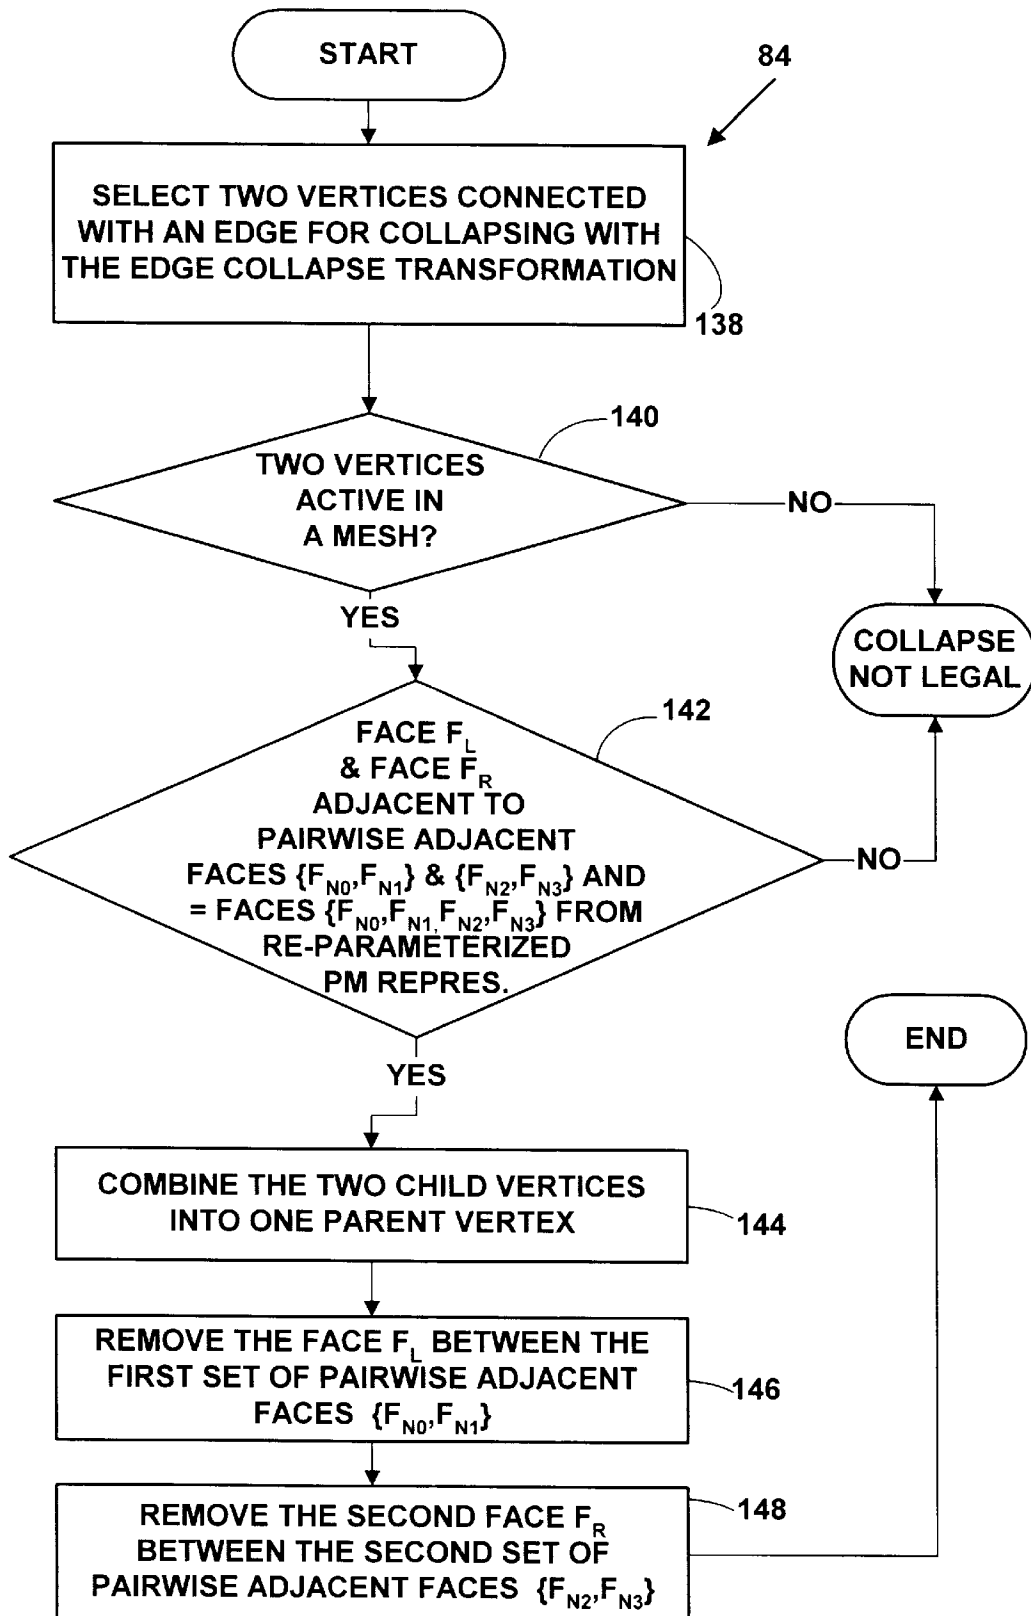 START
84
SELECT TWO VERTICES CONNECTED
WITH AN EDGE FOR COLLAPSING WITH
THE EDGE COLLAPSE TRANSFORMATION
138
140
TWO VERTICES
ACTIVE IN
A MESH?
NO
YES
COLLAPSE
NOT LEGAL
142
FACE F_L
& FACE F_R
ADJACENT TO
PAIRWISE ADJACENT
FACES {F_N0,F_N1} & {F_N2,F_N3} AND
= FACES {F_N0,F_N1, F_N2,F_N3} FROM
RE-PARAMETERIZED
PM REPRES.
NO
YES
END
COMBINE THE TWO CHILD VERTICES
INTO ONE PARENT VERTEX
144
REMOVE THE FACE F_L BETWEEN THE
FIRST SET OF PAIRWISE ADJACENT
FACES {F_N0,F_N1}
146
REMOVE THE SECOND FACE F_R
BETWEEN THE SECOND SET OF
PAIRWISE ADJACENT FACES {F_N2,F_N3}
148